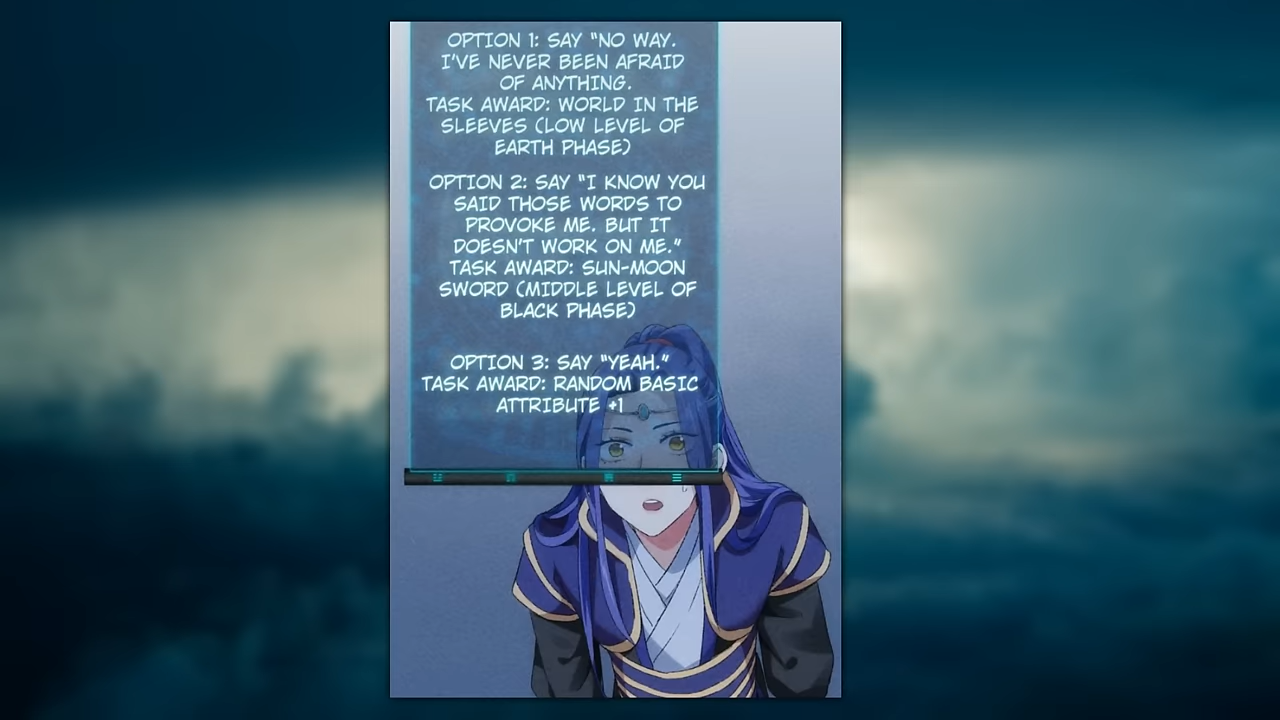 OPTION 1: SAY "NO WAY.
I'VE NEVER BEEN AFRAID
OF ANYTHING.
TASK AWARD: WORLD IN THE
SLEEVES (LOW LEVEL OF
EARTH PHASE)
OPTION 2: SAY "I KNOW YOU
SAID THOSE WORDS TO
PROVOKE ME. BUT IT
DOESN'T WORK ON ME."
TASK AWARD: SUN-MOON
SWORD (MIDDLE LEVEL OF
BLACK PHASE)
OPTION 3: SAY "YEAH."
TASK AWARD: RANDOM BASIC
ATTRIBUTE +1